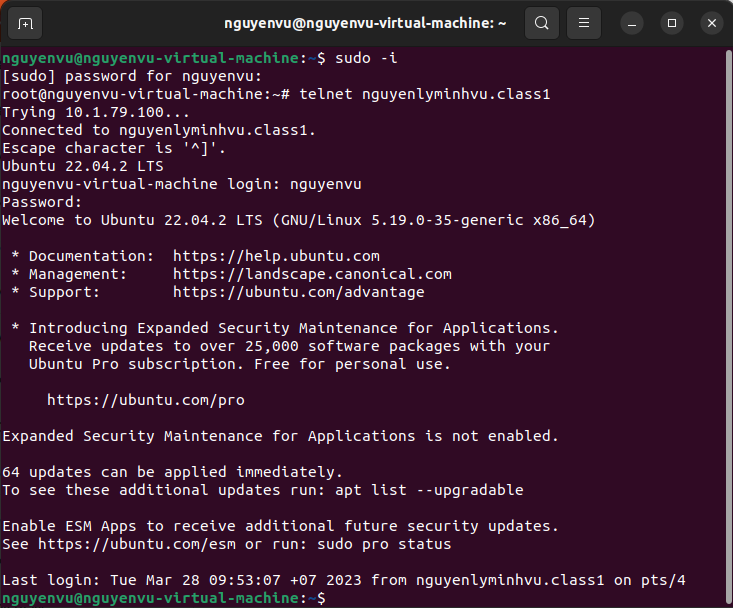 nguyenvu@nguyenvu-virtual-machine: ~
nguyenvu@nguyenvu-virtual-machine:~$ sudo -i
[sudo] password for nguyenvu:
root@nguyenvu-virtual-machine:~# telnet nguyenlyminhvu.class1
Trying 10.1.79.100...
Connected to nguyenlyminhvu.class1.
Escape character is '^]'.
Ubuntu 22.04.2 LTS
nguyenvu-virtual-machine login: nguyenvu
Password:
Welcome to Ubuntu 22.04.2 LTS (GNU/Linux 5.19.0-35-generic x86_64)

 * Documentation:  https://help.ubuntu.com
 * Management:     https://landscape.canonical.com
 * Support:        https://ubuntu.com/advantage

 * Introducing Expanded Security Maintenance for Applications.
   Receive updates to over 25,000 software packages with your
   Ubuntu Pro subscription. Free for personal use.

     https://ubuntu.com/pro

Expanded Security Maintenance for Applications is not enabled.

64 updates can be applied immediately.
To see these additional updates run: apt list --upgradable

Enable ESM Apps to receive additional future security updates.
See https://ubuntu.com/esm or run: sudo pro status

Last login: Tue Mar 28 09:53:07 +07 2023 from nguyenlyminhvu.class1 on pts/4
nguyenvu@nguyenvu-virtual-machine:~$